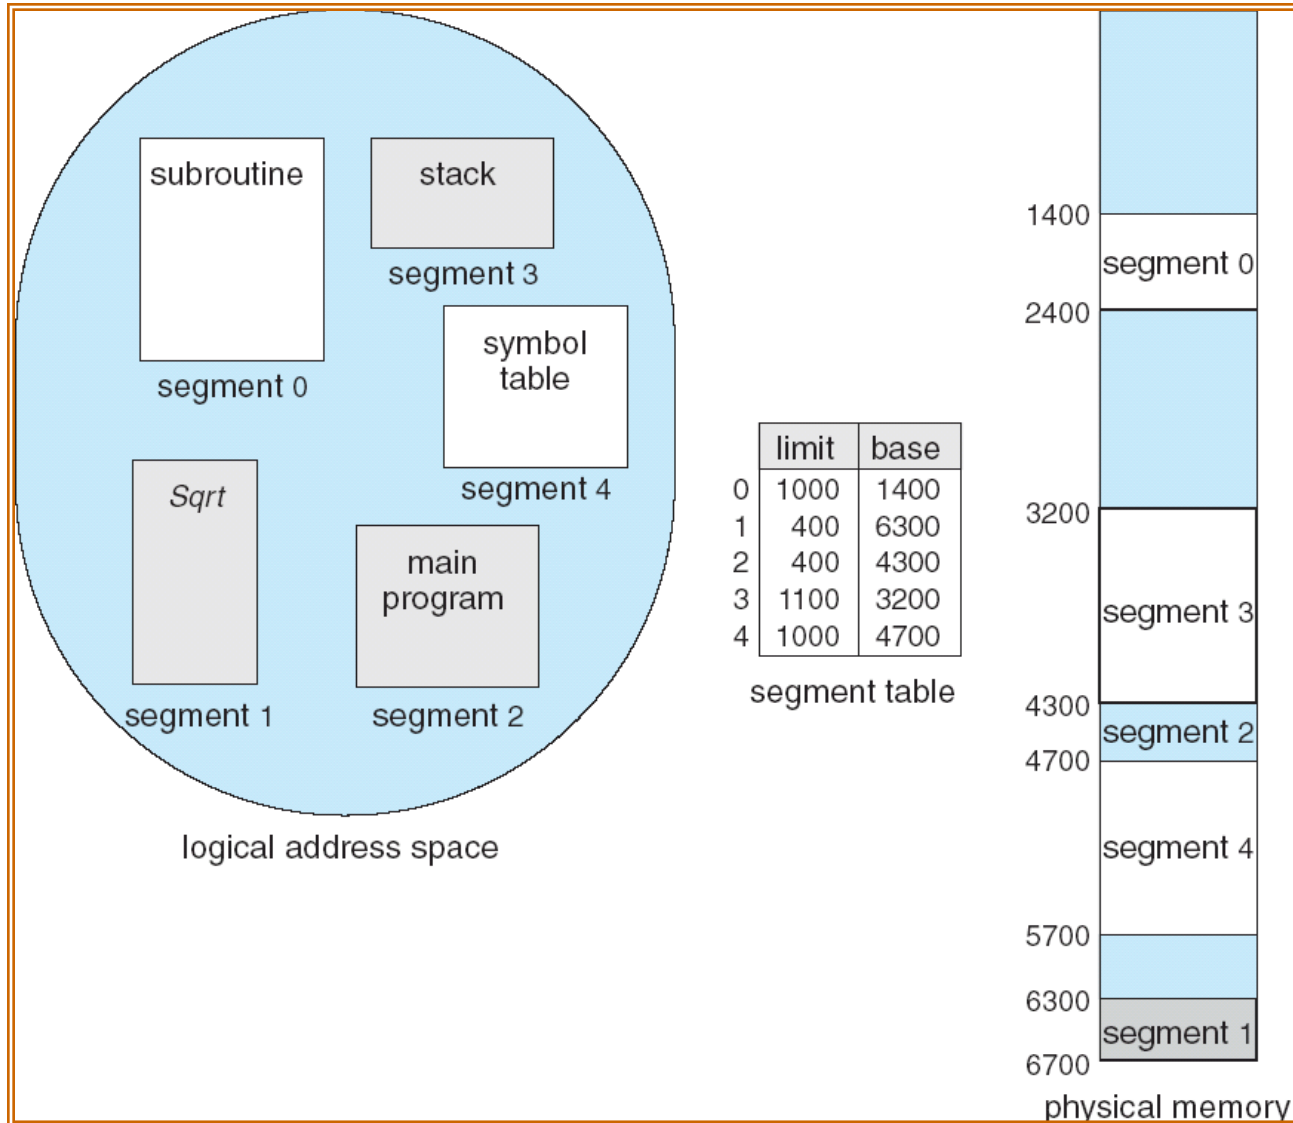 subroutine
segment 0
stack
segment 3
symbol
table
segment 4
Sqrt
segment 1
main
program
segment 2
logical address space
limit base
0 1000 1400
1 400 6300
2 400 4300
3 1100 3200
4 1000 4700
segment table
1400
segment 0
2400
3200
segment 3
4300
segment 2
4700
segment 4
5700
6300
segment 1
6700
physical memory